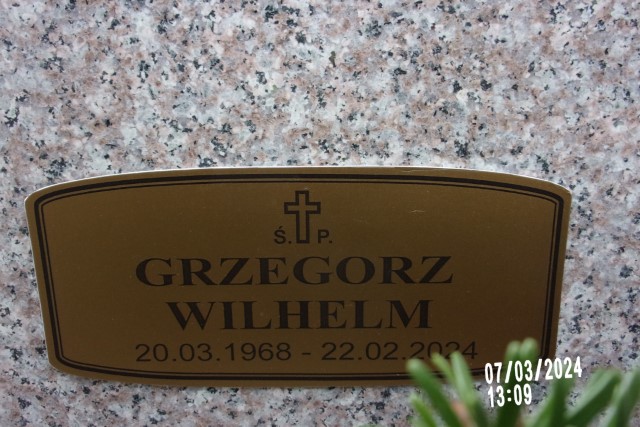 Ś. P.
GRZEGORZ
WILHELM
20.03.1968 - 22.02.2024
07/03/2024
13:09